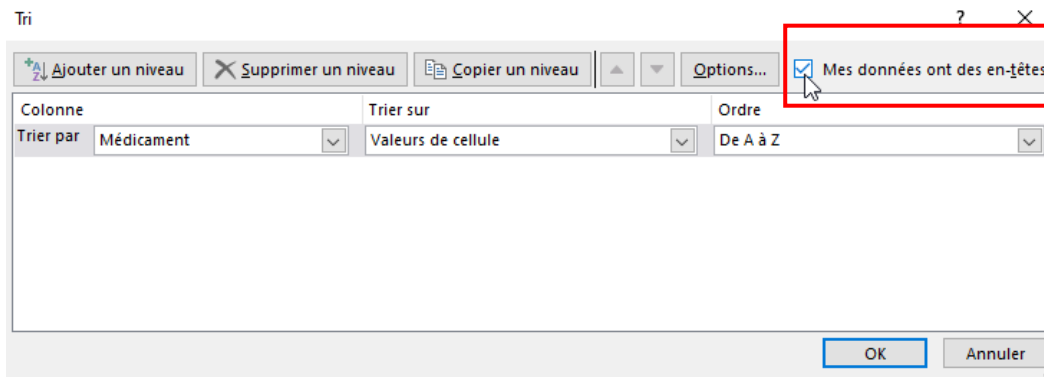 Tri ?
Ajouter un niveau Supprimer un niveau Copier un niveau Options... Mes données ont des en-têtes
Colonne Trier sur Ordre
Trier par Médicament Valeurs de cellule De A à Z
OK Annuler